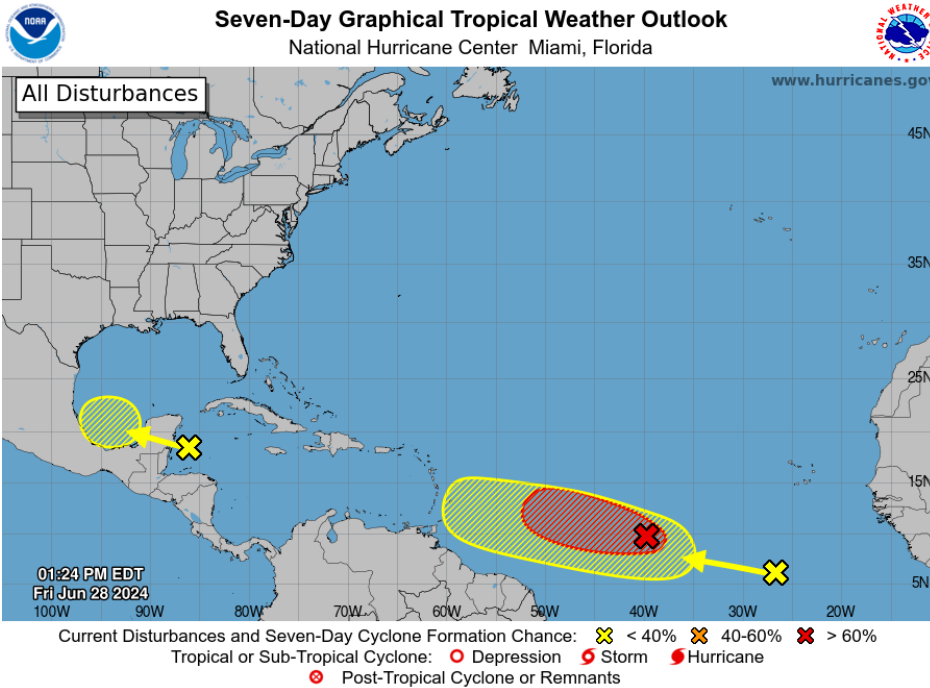 Seven-Day Graphical Tropical Weather Outlook
National Hurricane Center  Miami, Florida
NOAA
NATIONAL WEATHER
All Disturbances
www.hurricanes.gov
45N
35N
25N
15N
5N
01:24 PM EDT
Fri Jun 28 2024
100W 90W 80W 70W 60W 50W 40W 30W 20W
Current Disturbances and Seven-Day Cyclone Formation Chance: < 40% 40-60% > 60%
Tropical or Sub-Tropical Cyclone: Depression Storm Hurricane
Post-Tropical Cyclone or Remnants